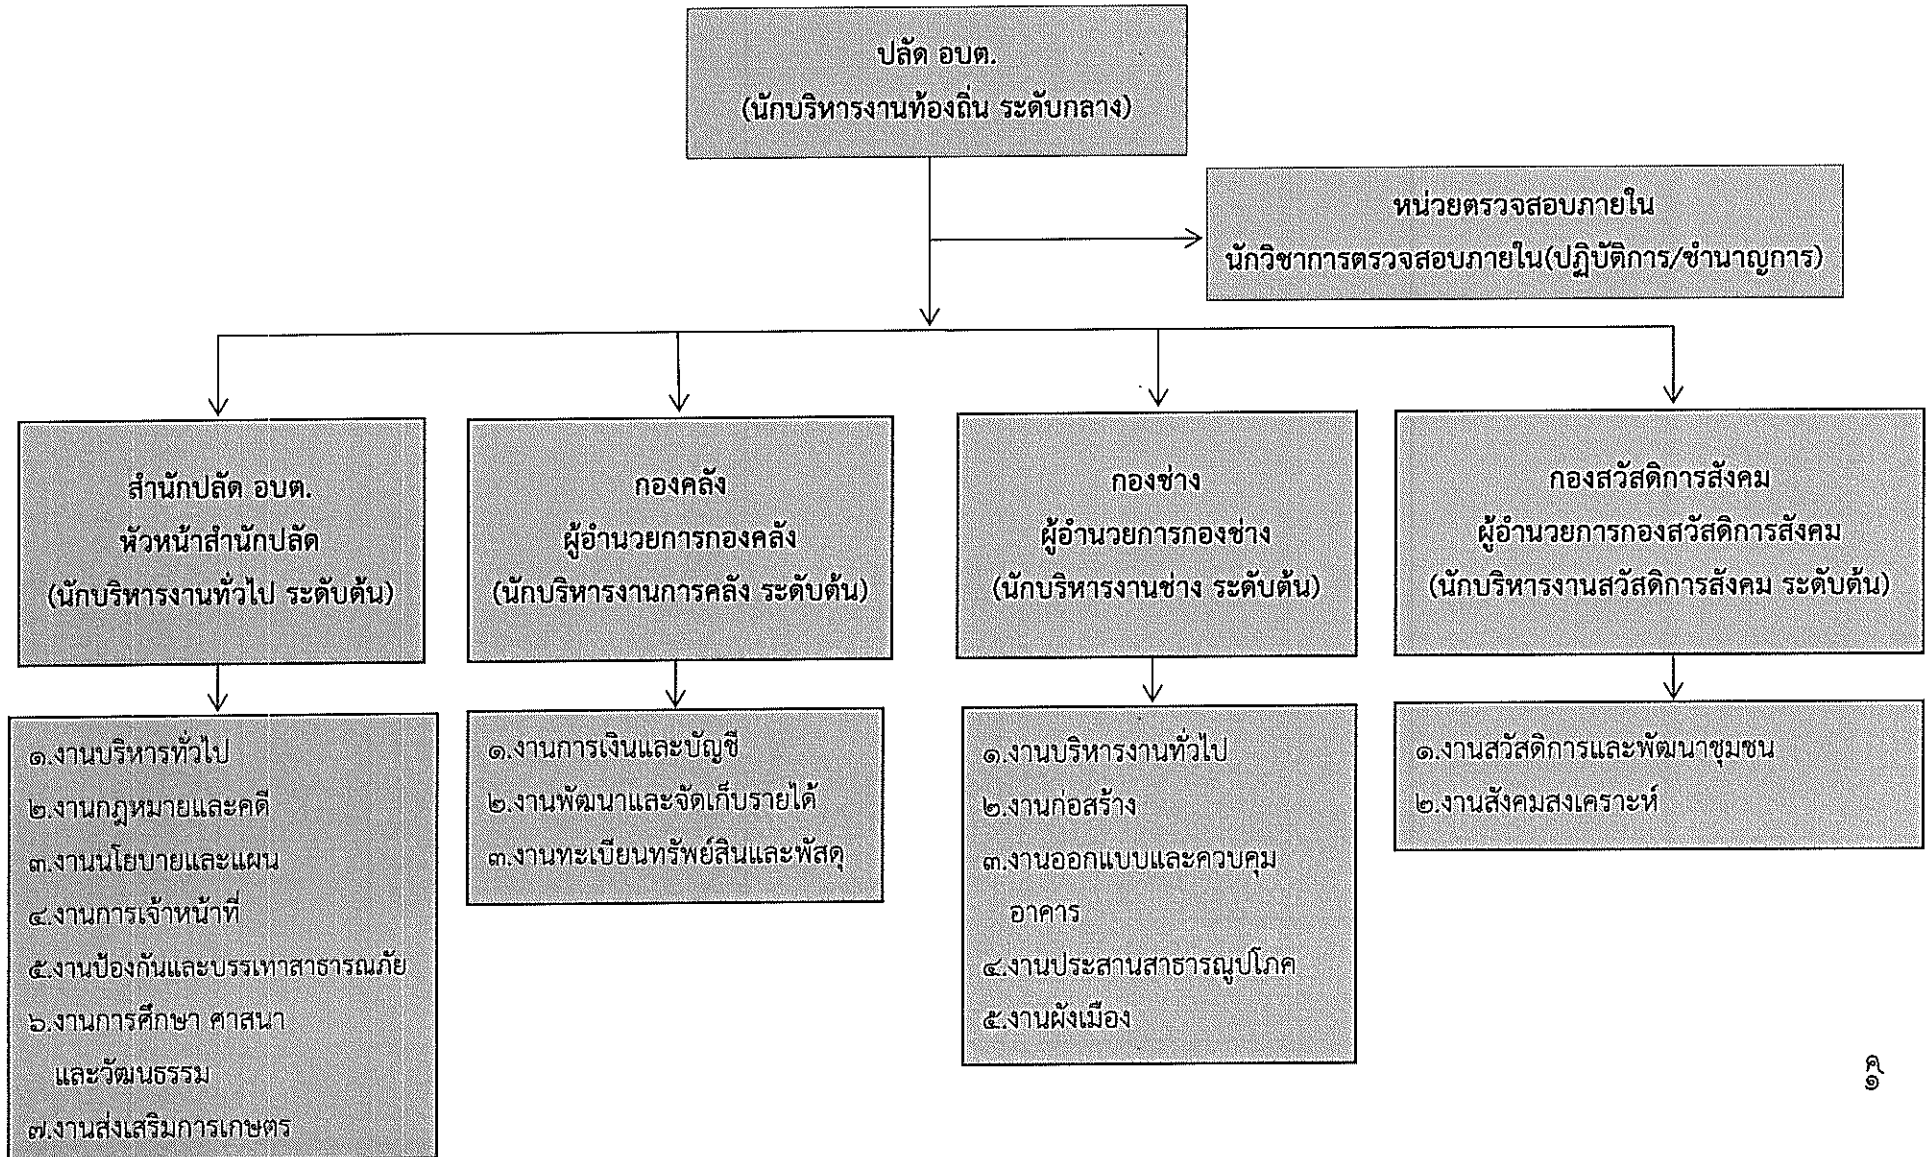 ปลัด อบต.
(นักบริหารงานท้องถิ่น ระดับกลาง)
หน่วยตรวจสอบภายใน
นักวิชาการตรวจสอบภายใน(ปฏิบัติการ/ชำนาญการ)
สำนักปลัด อบต.
หัวหน้าสำนักปลัด
(นักบริหารงานทั่วไป ระดับต้น)
กองคลัง
ผู้อำนวยการกองคลัง
(นักบริหารงานการคลัง ระดับต้น)
กองช่าง
ผู้อำนวยการกองช่าง
(นักบริหารงานช่าง ระดับต้น)
กองสวัสดิการสังคม
ผู้อำนวยการกองสวัสดิการสังคม
(นักบริหารงานสวัสดิการสังคม ระดับต้น)
๑.งานบริหารทั่วไป
๒.งานกฎหมายและคดี
๓.งานนโยบายและแผน
๔.งานการเจ้าหน้าที่
๕.งานป้องกันและบรรเทาสาธารณภัย
๖.งานการศึกษา ศาสนา
และวัฒนธรรม
๗.งานส่งเสริมการเกษตร
๑.งานการเงินและบัญชี
๒.งานพัฒนาและจัดเก็บรายได้
๓.งานทะเบียนทรัพย์สินและพัสดุ
๑.งานบริหารงานทั่วไป
๒.งานก่อสร้าง
๓.งานออกแบบและควบคุม
อาคาร
๔.งานประสานสาธารณูปโภค
๕.งานผังเมือง
๑.งานสวัสดิการและพัฒนาชุมชน
๒.งานสังคมสงเคราะห์